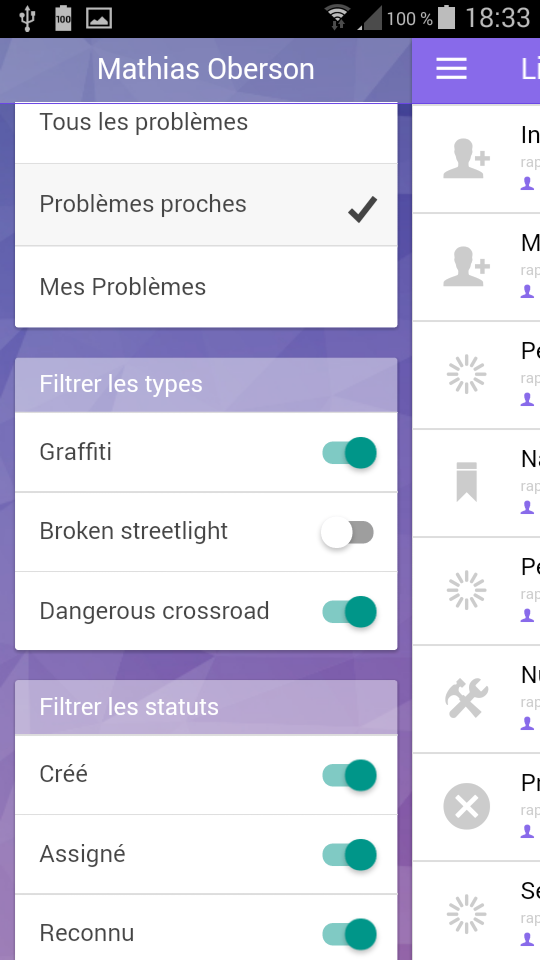 100
100 %
18:33
Mathias Oberson
Tous les problèmes
Problèmes proches
Mes Problèmes
Filtrer les types
Graffiti
Broken streetlight
Dangerous crossroad
Filtrer les statuts
Créé
Assigné
Reconnu
Li
In
rap
M
rap
Pe
rap
Na
rap
Pe
rap
Nu
rap
Pr
rap
Se
rap